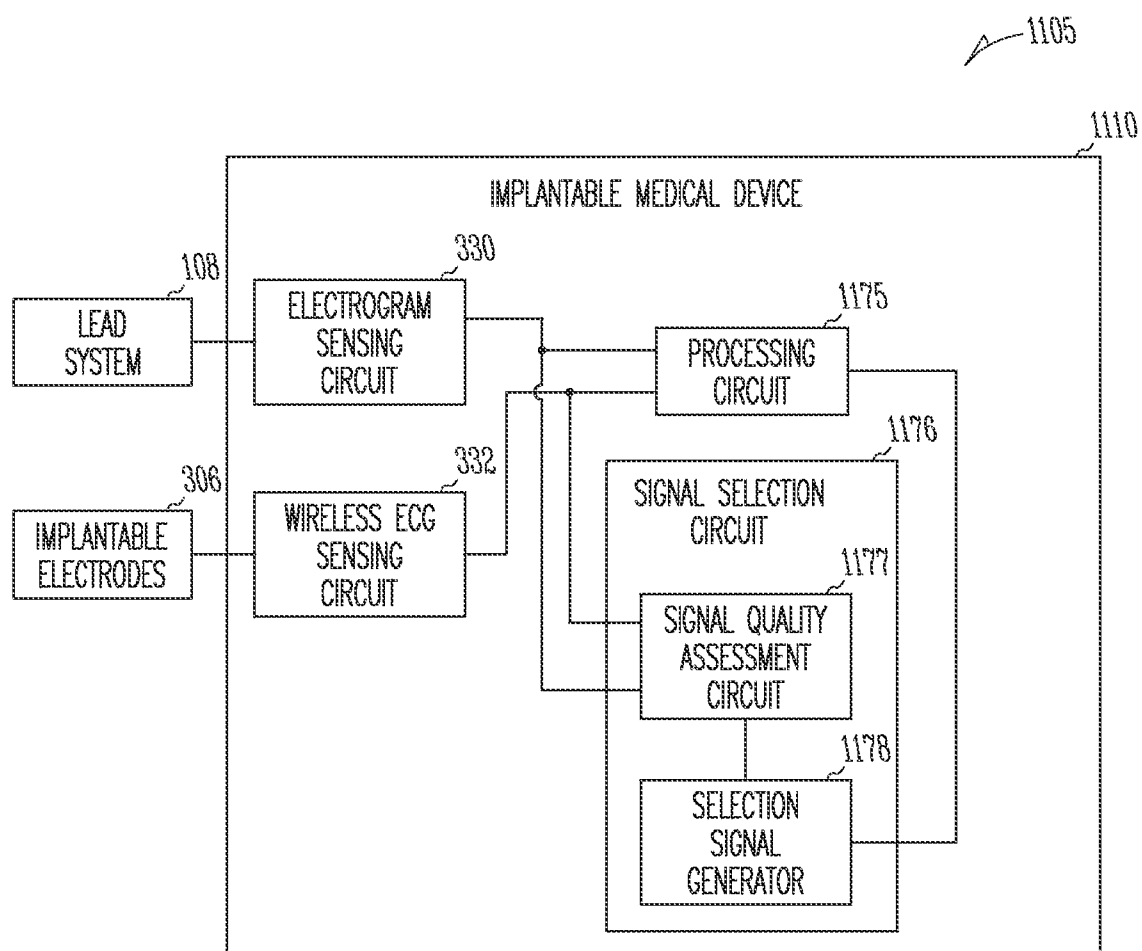 1105
1110
IMPLANTABLE MEDICAL DEVICE
108
LEAD
SYSTEM
330
ELECTROGRAM
SENSING
CIRCUIT
1175
PROCESSING
CIRCUIT
306
IMPLANTABLE
ELECTRODES
332
WIRELESS ECG
SENSING
CIRCUIT
1176
SIGNAL SELECTION
CIRCUIT
1177
SIGNAL QUALITY
ASSESSMENT
CIRCUIT
1178
SELECTION
SIGNAL
GENERATOR